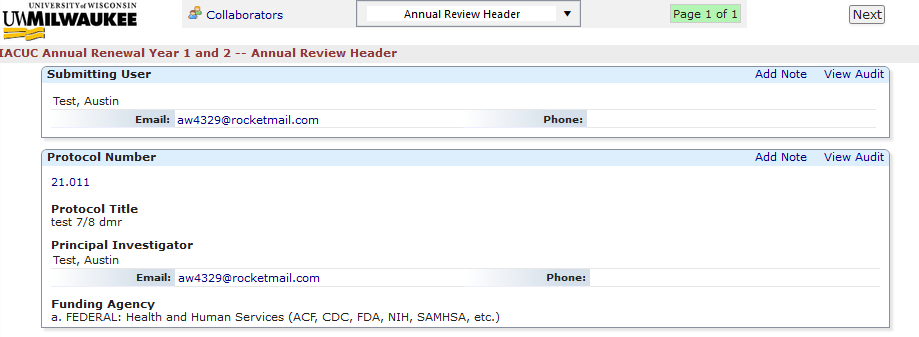 UNIVERSITY of WISCONSIN
UWMILWAUKEE
Collaborators
Annual Review Header
Page 1 of 1
Next
IACUC Annual Renewal Year 1 and 2 -- Annual Review Header
Submitting User Add Note View Audit
Test, Austin
Email: aw4329@rocketmail.com Phone:
Protocol Number Add Note View Audit
21.011
Protocol Title
test 7/8 dmr
Principal Investigator
Test, Austin
Email: aw4329@rocketmail.com Phone:
Funding Agency
a. FEDERAL: Health and Human Services (ACF, CDC, FDA, NIH, SAMHSA, etc.)